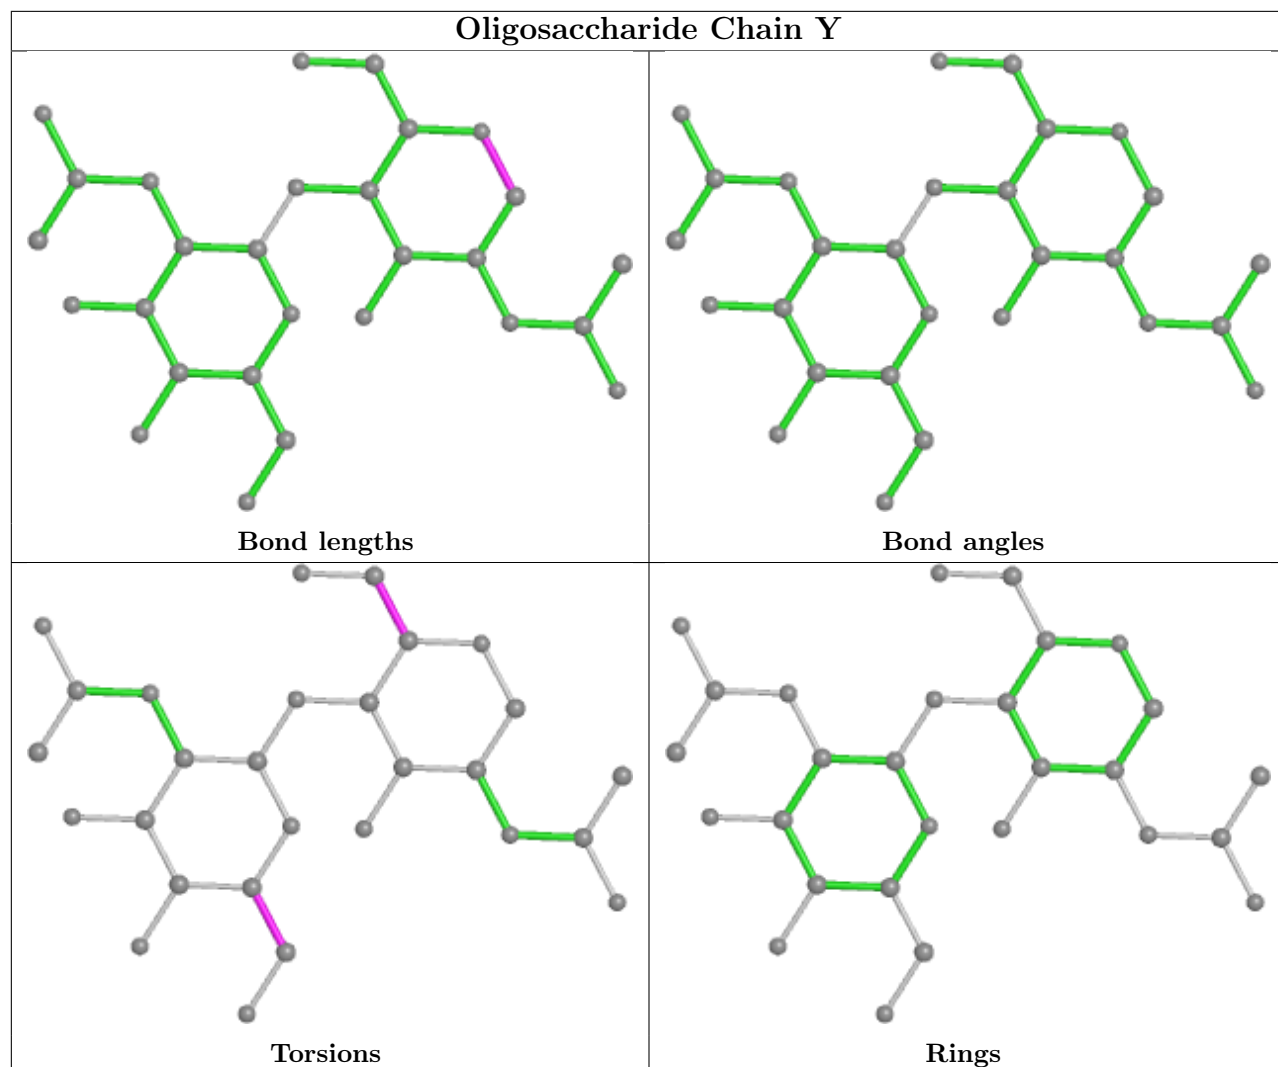 Oligosaccharide Chain Y
Bond lengths
Bond angles
Torsions
Rings